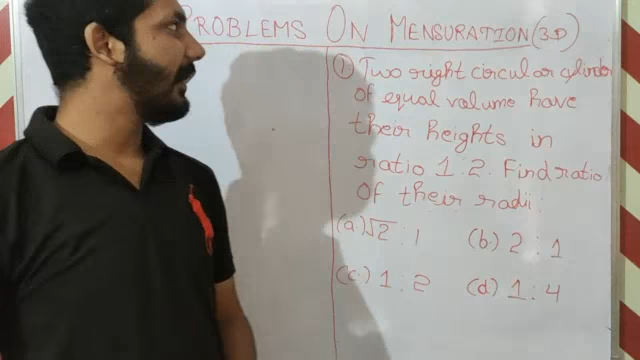 PROBLEMS ON MENSURATION (3D)
① Two right circular cylinder
of equal volume have
their heights in
ratio 1:2. Find ratio
of their radii.
(a) √2 : 1 (b) 2 : 1
(c) 1 : 2 (d) 1 : 4